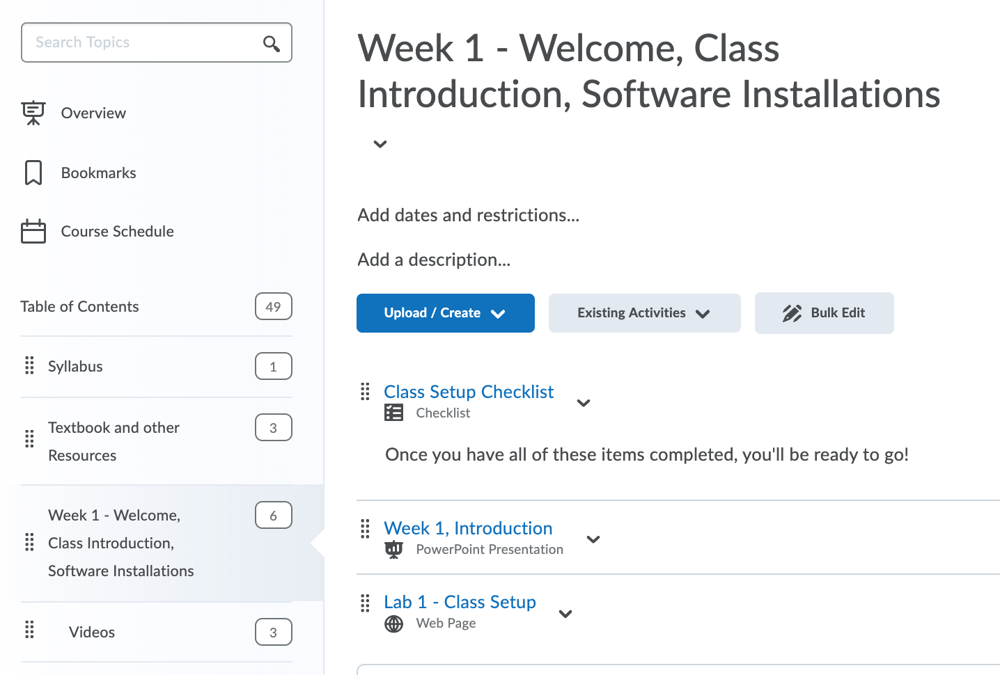 Search Topics
Overview
Bookmarks
Course Schedule
Table of Contents 49
Syllabus 1
Textbook and other 3
Resources
Week 1 - Welcome, 6
Class Introduction,
Software Installations
Videos 3
Week 1 - Welcome, Class
Introduction, Software Installations
Add dates and restrictions...
Add a description...
Upload / Create Existing Activities Bulk Edit
Class Setup Checklist
Checklist
Once you have all of these items completed, you'll be ready to go!
Week 1, Introduction
PowerPoint Presentation
Lab 1 - Class Setup
Web Page